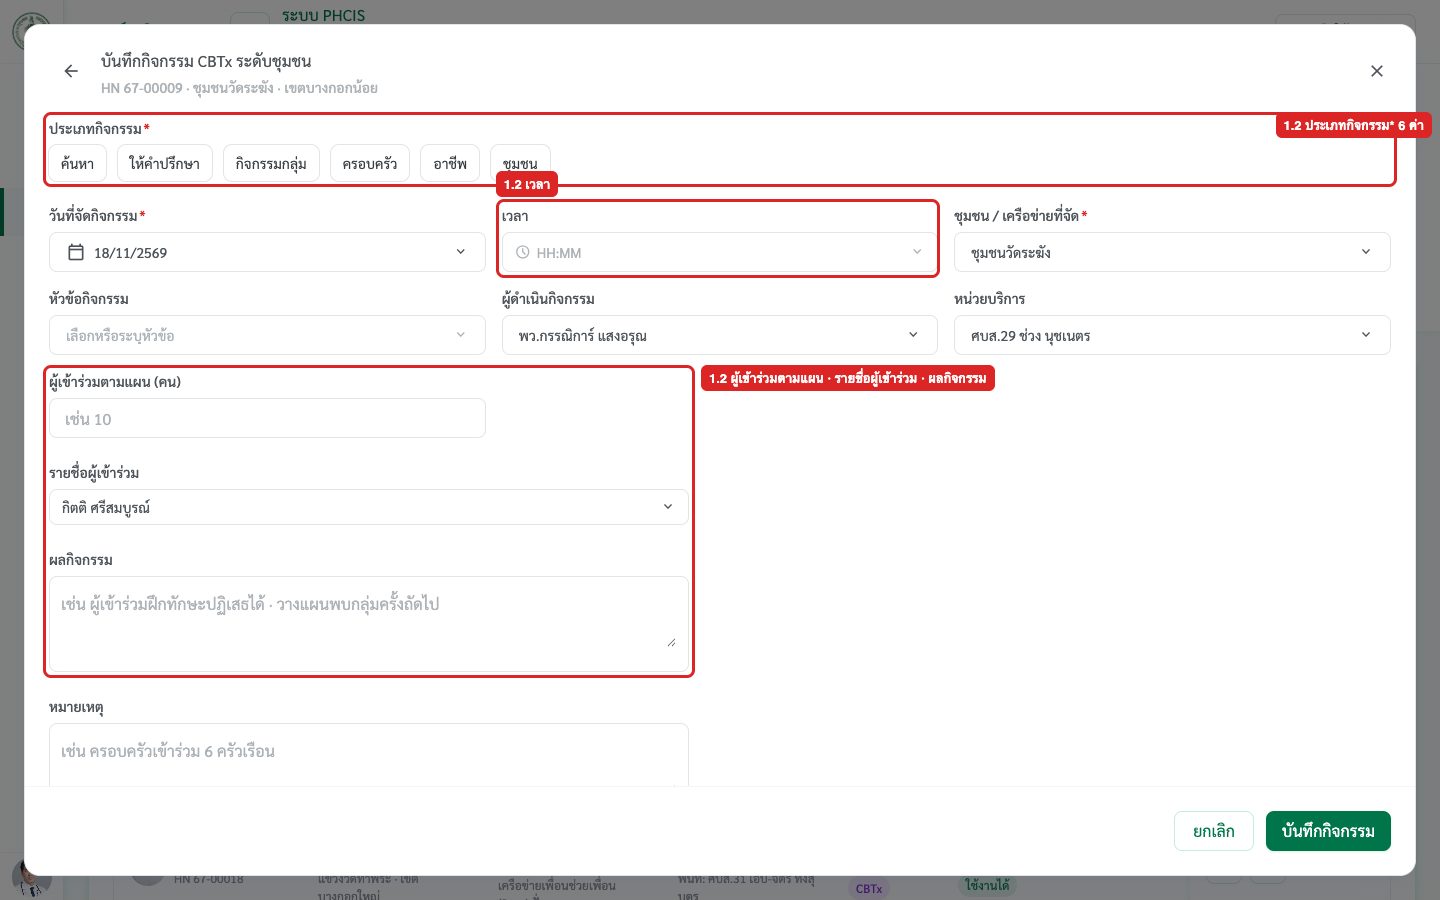 ระบบ PHCIS
บันทึกกิจกรรม CBTx ระดับชุมชน
HN 67-00009 · ชุมชนวัดระฆัง · เขตบางกอกน้อย
ประเภทกิจกรรม*
1.2 ประเภทกิจกรรม* 6 ค่า
ค้นหา ให้คำปรึกษา กิจกรรมกลุ่ม ครอบครัว อาชีพ ชุมชน
1.2 เวลา
วันที่จัดกิจกรรม* เวลา ชุมชน / เครือข่ายที่จัด*
18/11/2569 HH:MM ชุมชนวัดระฆัง
หัวข้อกิจกรรม ผู้ดำเนินกิจกรรม หน่วยบริการ
เลือกหรือระบุหัวข้อ พว.กรรณิการ์ แสงอรุณ ศบส.29 ช่วง นุชเนตร
ผู้เข้าร่วมตามแผน (คน) 1.2 ผู้เข้าร่วมตามแผน · รายชื่อผู้เข้าร่วม · ผลกิจกรรม
เช่น 10
รายชื่อผู้เข้าร่วม
กิตติ ศรีสมบูรณ์
ผลกิจกรรม
เช่น ผู้เข้าร่วมฝึกทักษะปฏิเสธได้ · วางแผนพบกลุ่มครั้งถัดไป
หมายเหตุ
เช่น ครอบครัวเข้าร่วม 6 ครัวเรือน
ยกเลิก บันทึกกิจกรรม
HN 67-00018 เครือข่ายเพื่อนช่วยเพื่อน CBTx ใช้งานได้
บางกอกใหญ่